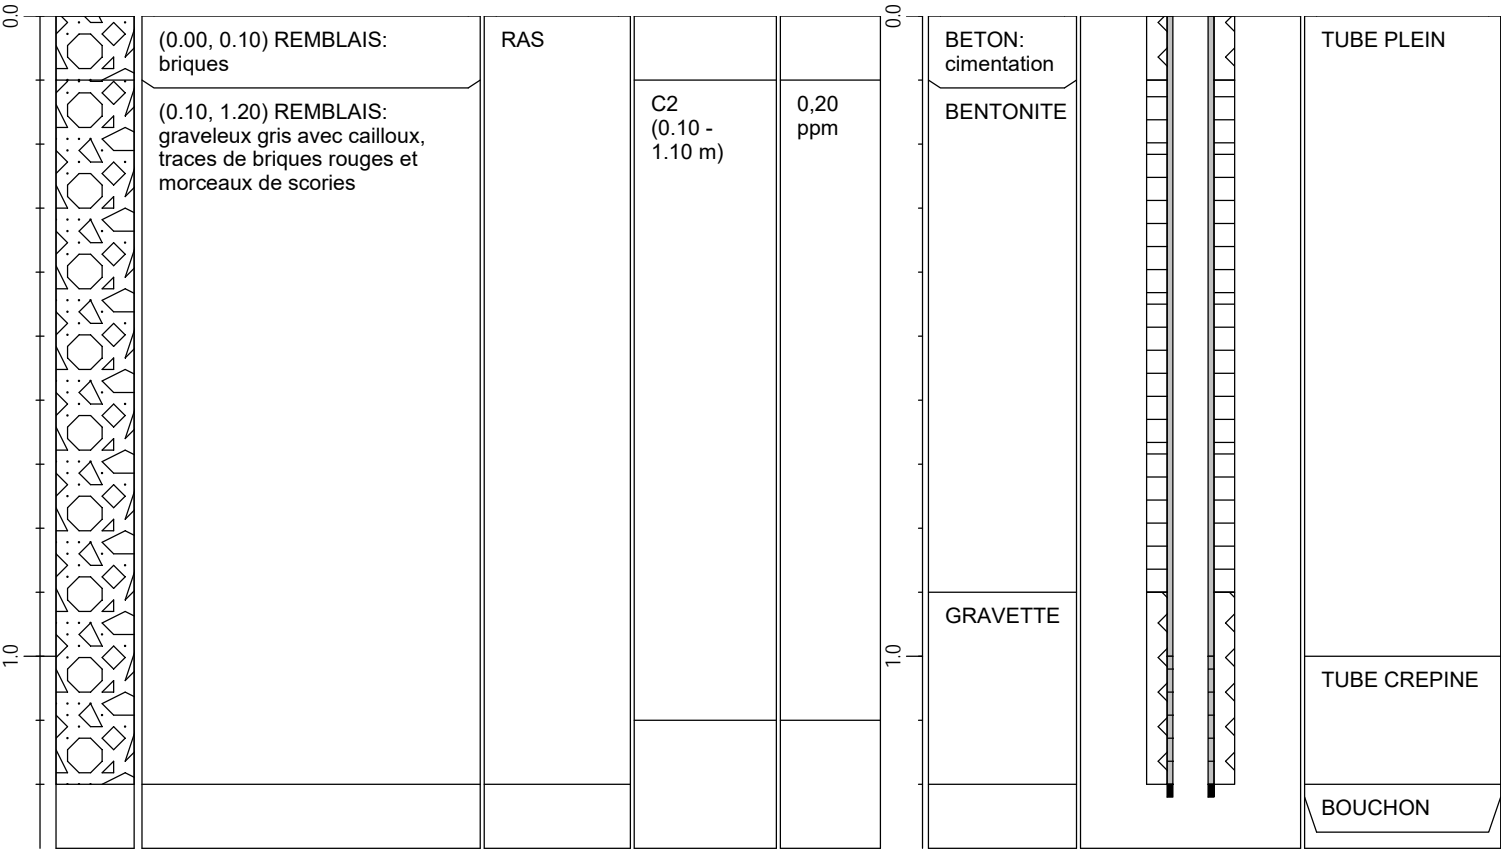 0.0
(0.00, 0.10) REMBLAIS:
briques
(0.10, 1.20) REMBLAIS:
graveleux gris avec cailloux,
traces de briques rouges et
morceaux de scories
RAS
C2
(0.10 -
1.10 m)
0,20
ppm
1.0
0.0
BETON:
cimentation
BENTONITE
GRAVETTE
1.0
TUBE PLEIN
TUBE CREPINE
BOUCHON